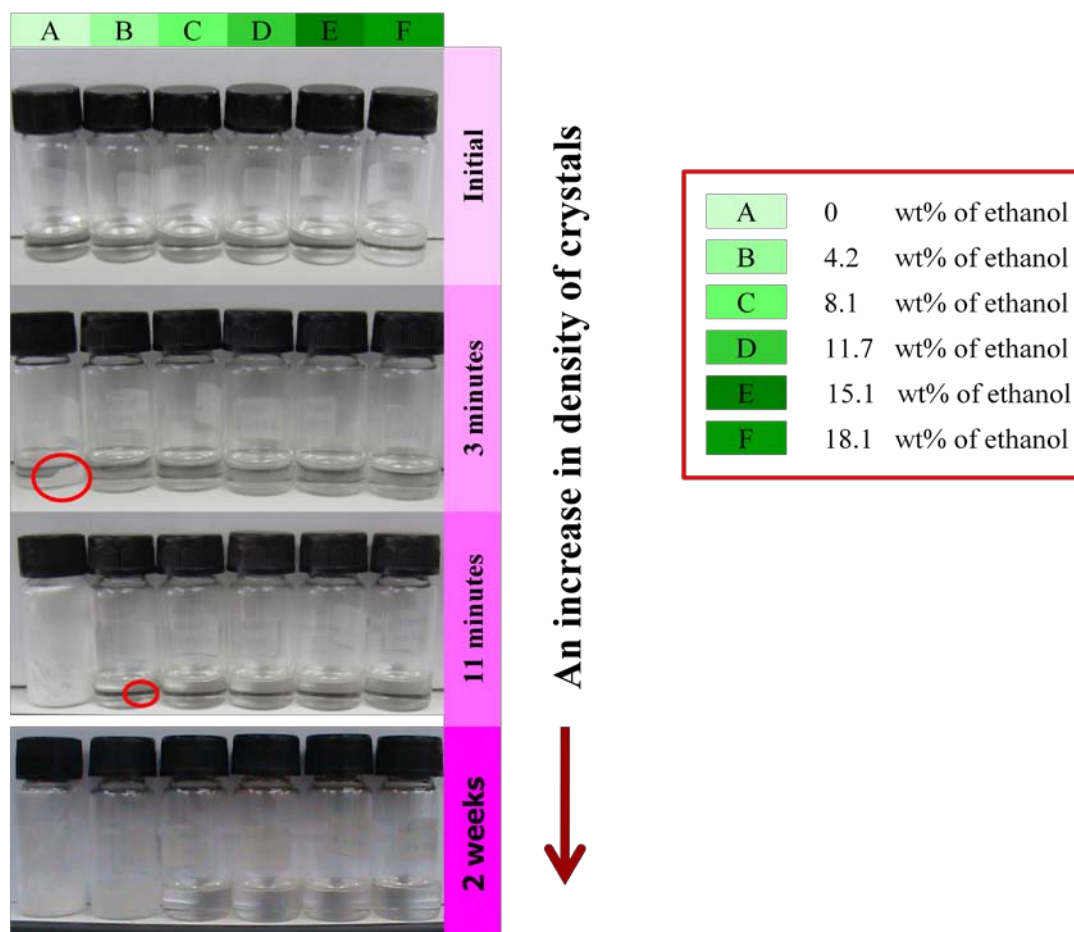 A B C D E F
Initial
3 minutes
11 minutes
2 weeks
An increase in density of crystals
A 0 wt% of ethanol
B 4.2 wt% of ethanol
C 8.1 wt% of ethanol
D 11.7 wt% of ethanol
E 15.1 wt% of ethanol
F 18.1 wt% of ethanol